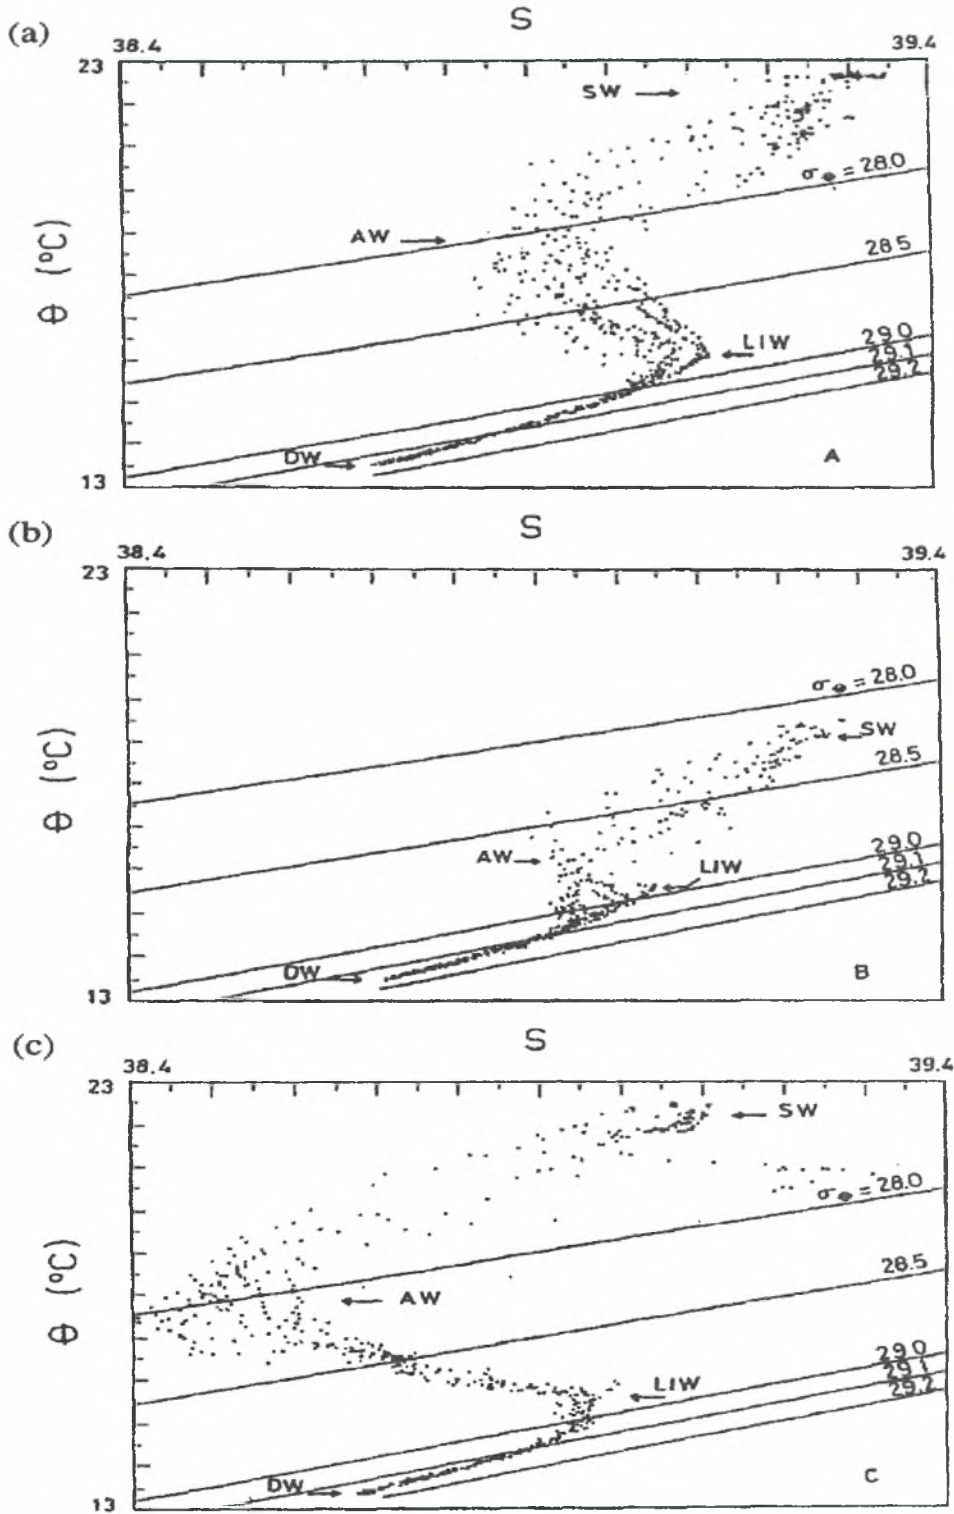 (a)
S
38.4 39.4
23
SW
σΘ = 28.0
AW
28.5
Θ (°C)
LIW
29.0
29.1
29.2
DW
A
13
(b)
S
38.4 39.4
23
σΘ = 28.0
SW
28.5
Θ (°C)
AW
29.0
LIW
29.1
29.2
DW
B
13
(c)
S
38.4 39.4
23
SW
σΘ = 28.0
AW
28.5
Θ (°C)
29.0
LIW
29.1
29.2
DW
C
13